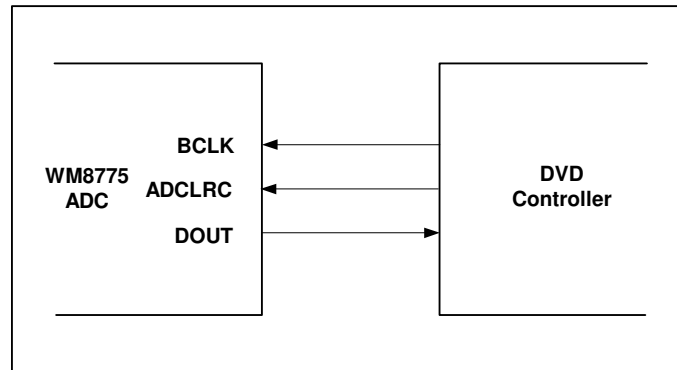 BCLK
WM8775
ADC
ADCLRC
DOUT
DVD
Controller